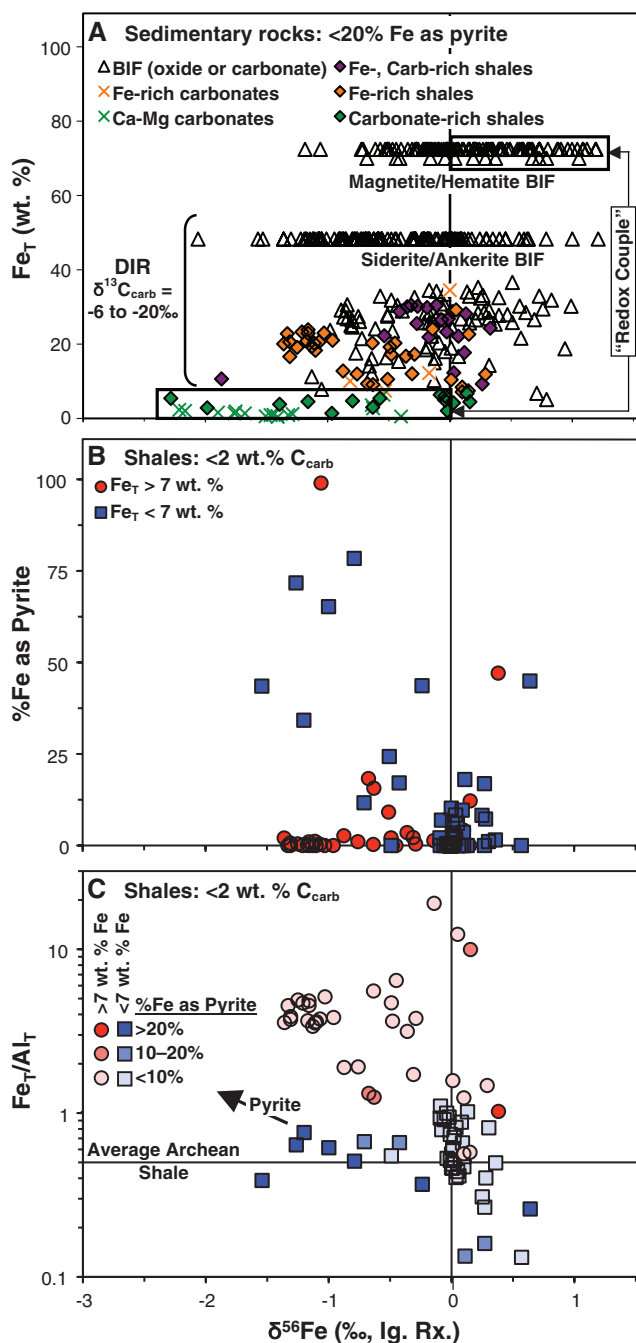 A Sedimentary rocks: <20% Fe as pyrite
BIF (oxide or carbonate)
Fe-rich carbonates
Ca-Mg carbonates
Fe-, Carb-rich shales
Fe-rich shales
Carbonate-rich shales
100
80
60
40
20
0
Fe_T (wt. %)
Magnetite/Hematite BIF
Siderite/Ankerite BIF
DIR
δ¹³C_carb =
-6 to -20‰
"Redox Couple"
B Shales: <2 wt.% C_carb
Fe_T > 7 wt. %
Fe_T < 7 wt. %
100
75
50
25
0
%Fe as Pyrite
C Shales: <2 wt. % C_carb
>7 wt. % Fe
<7 wt. % Fe
%Fe as Pyrite
>20%
10–20%
<10%
Pyrite
Average Archean
Shale
10
1
0.1
Fe_T/Al_T
-3 -2 -1 0 1
δ⁵⁶Fe (‰, Ig. Rx.)